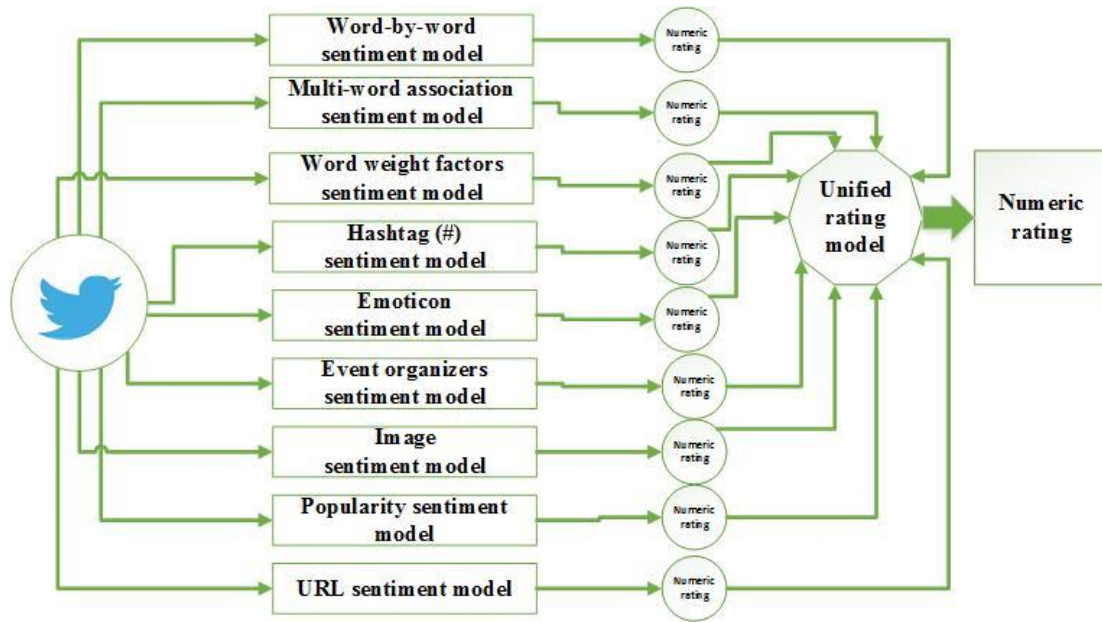 Word-by-word
sentiment model
Numeric
rating
Multi-word association
sentiment model
Numeric
rating
Word weight factors
sentiment model
Numeric
rating
Hashtag (#)
sentiment model
Numeric
rating
Emoticon
sentiment model
Numeric
rating
Event organizers
sentiment model
Numeric
rating
Image
sentiment model
Numeric
rating
Popularity sentiment
model
Numeric
rating
URL sentiment model
Numeric
rating
Unified
rating
model
Numeric
rating